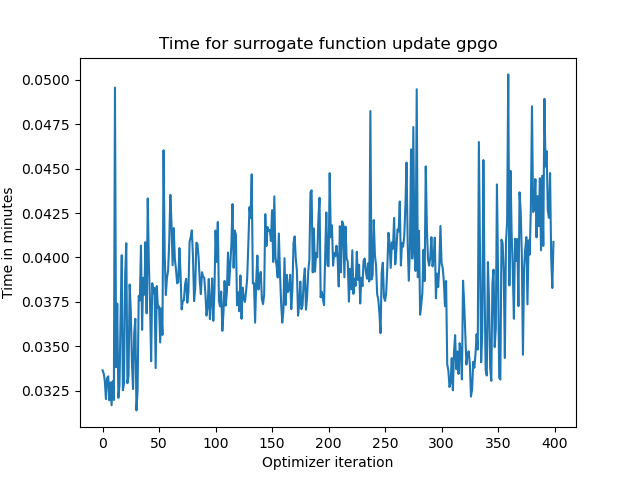 Time for surrogate function update gpgo
0.0500
0.0475
0.0450
0.0425
0.0400
0.0375
0.0350
0.0325
Time in minutes
0 50 100 150 200 250 300 350 400
Optimizer iteration